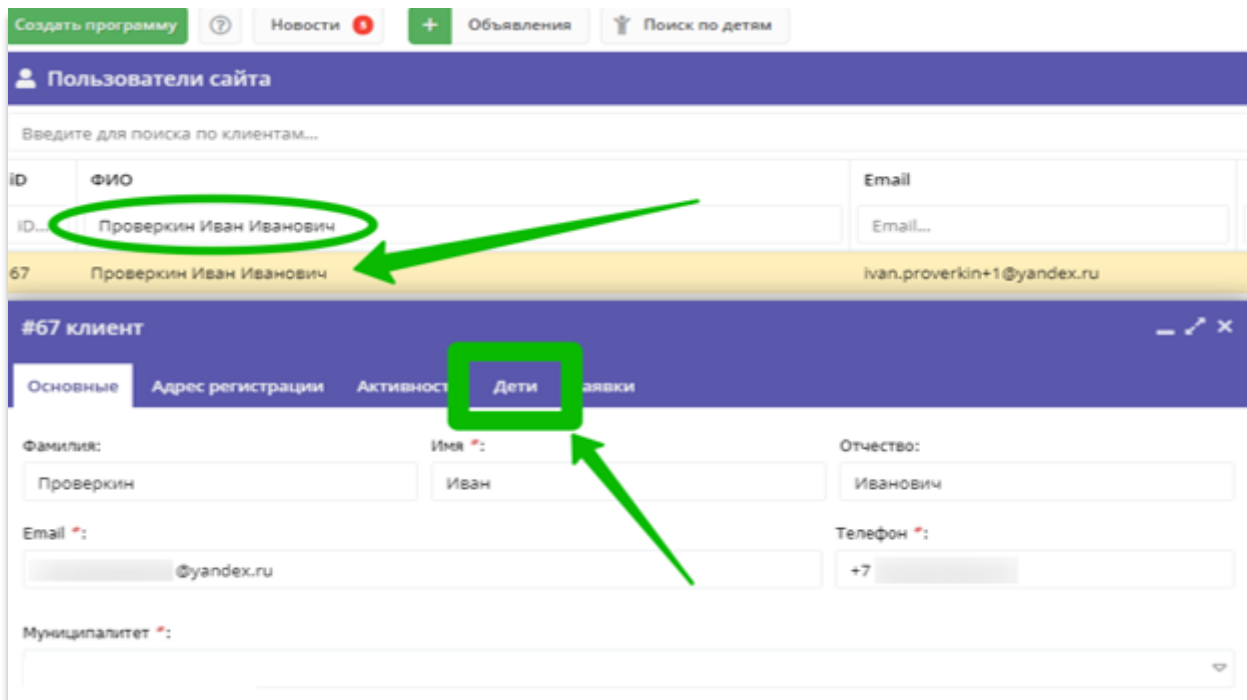 Создать программу ? Новости + Объявления Поиск по детям
Пользователи сайта
Введите для поиска по клиентам...
iD ФИО Email
iD... Проверкин Иван Иванович Email...
67 Проверкин Иван Иванович ivan.proverkin+1@yandex.ru
#67 клиент
Основные Адрес регистрации Активност Дети аявки
Фамилия: Имя *: Отчество:
Проверкин Иван Иванович
Email *: Телефон *:
@yandex.ru +7
Муниципалитет *: